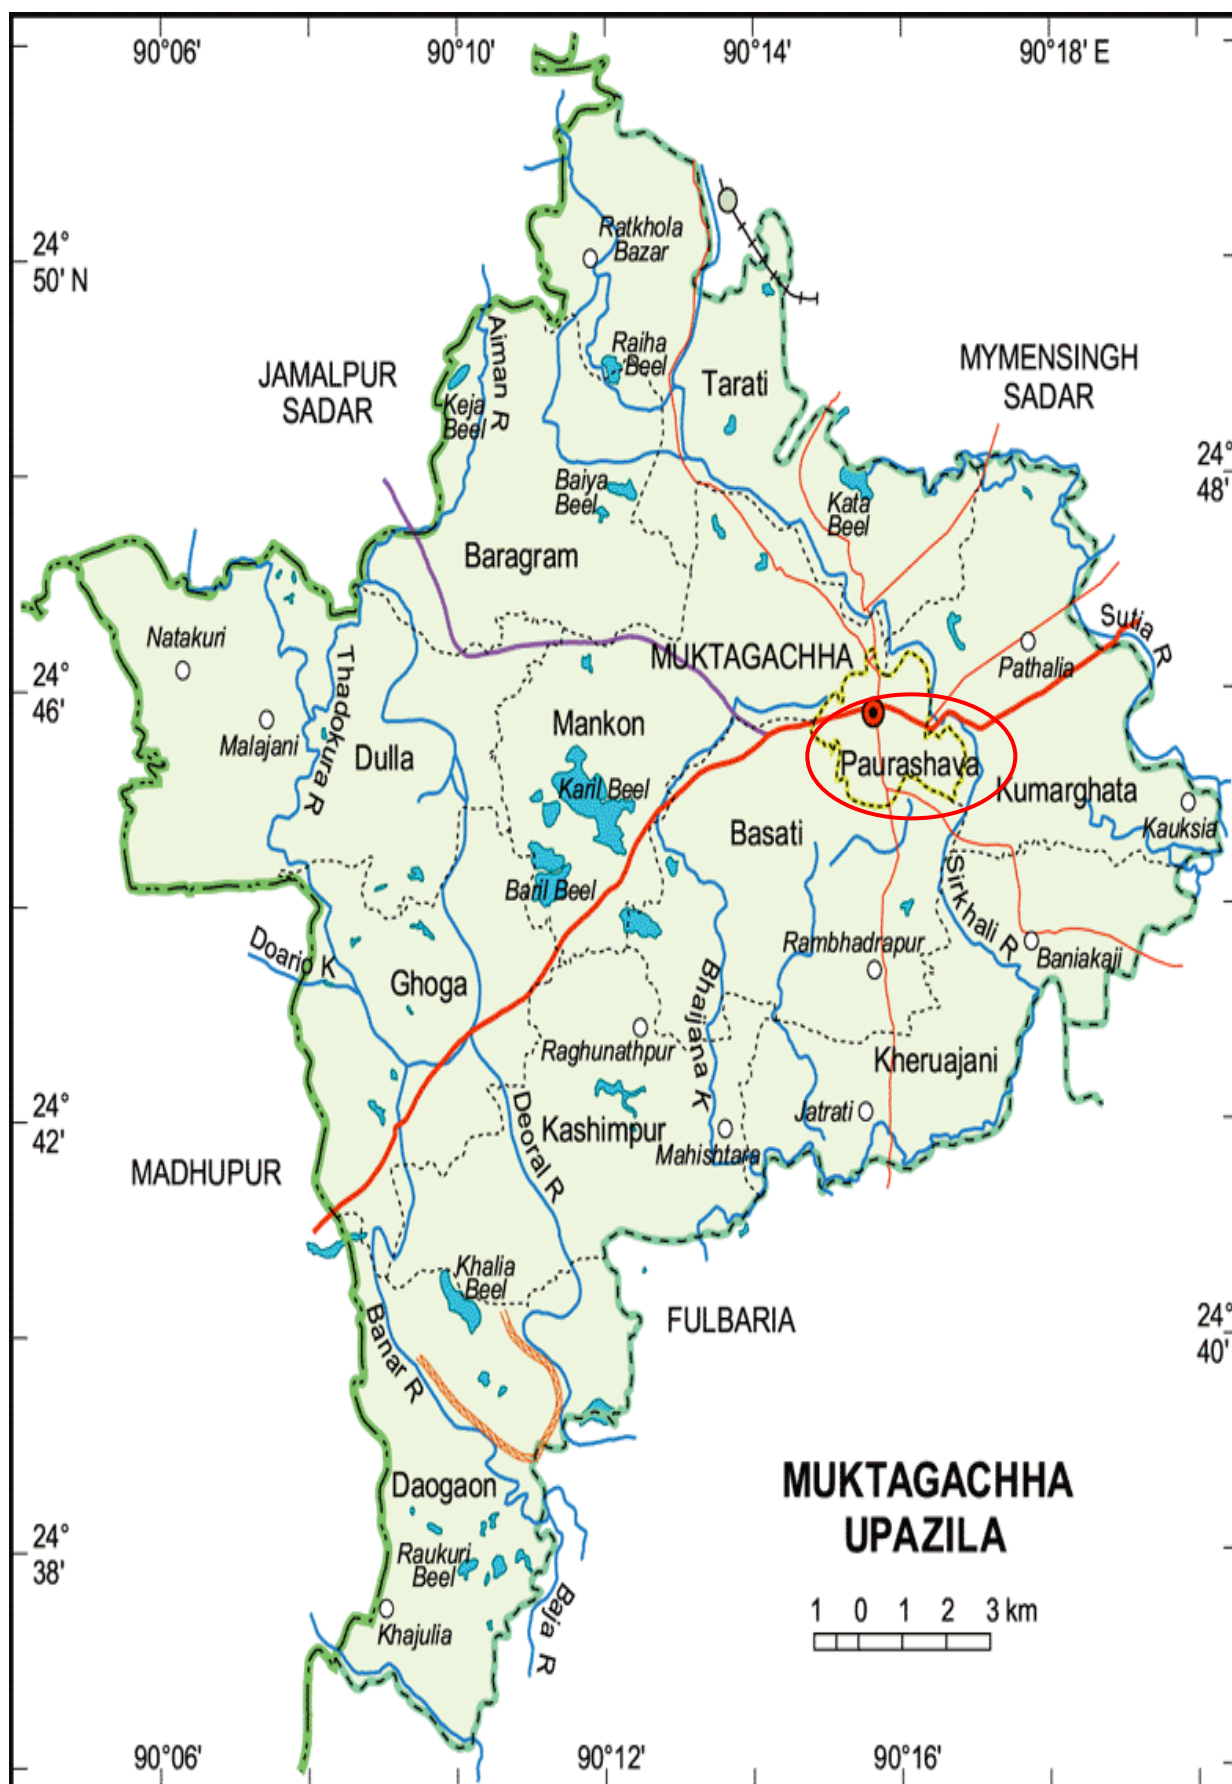 90°06'
90°10'
90°14'
90°18' E
24°
50' N
Ratkhola
Bazar
Aiman R
Raiha
Beel
JAMALPUR
SADAR
Keja
Beel
Tarati
MYMENSINGH
SADAR
24°
48'
Baiya
Beel
Kata
Beel
Baragram
Natakuri
Thadokura R
MUKTAGACHHA
Pathalia
Sutia R
24°
46'
Malajani
Dulla
Mankon
Karil Beel
Paurashava
Kumarghata
Kauksia
Basati
Baril Beel
Sirkhali R
Doario K
Ghoga
Rambhadrapur
Baniakaji
Bhaijana K
Raghunathpur
Kheruajani
24°
42'
Deoral R
Kashimpur
Jatrati
Mahishtara
MADHUPUR
Khalia
Beel
FULBARIA
24°
40'
Banar R
Daogaon
MUKTAGACHHA
UPAZILA
24°
38'
Raukuri
Beel
Baja R
Khajulia
1 0 1 2 3 km
90°06'
90°12'
90°16'